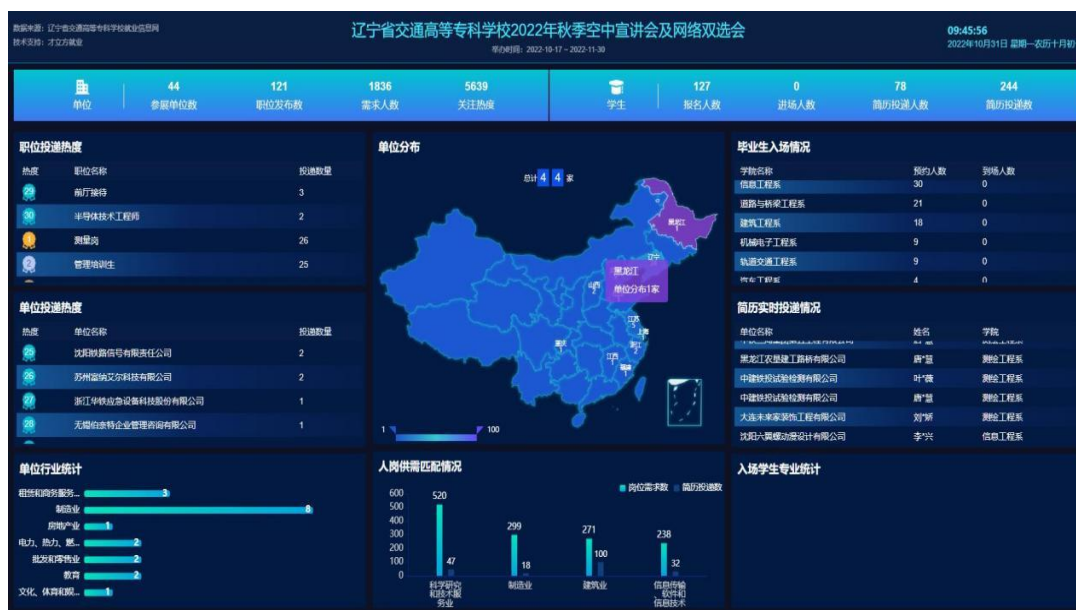 数据来源：辽宁省交通高等专科学校就业信息网
技术支持：才立方就业
辽宁省交通高等专科学校2022年秋季空中宣讲会及网络双选会
举办时间：2022-10-17 ~ 2022-11-30
09:45:56
2022年10月31日 星期一农历十月初
单位
44
参展单位数
121
职位发布数
1836
需求人数
5639
关注热度
学生
127
报名人数
0
进场人数
78
简历投递人数
244
简历投递数
职位投递热度
热度 职位名称 投递数量
29 前厅接待 3
30 半导体技术工程师 2
1 测量岗 26
2 管理培训生 25
单位投递热度
热度 单位名称 投递数量
25 沈阳铁路信号有限责任公司 2
26 苏州富纳艾尔科技有限公司 2
27 浙江华铁应急设备科技股份有限公司 1
28 无锡伯奈特企业管理咨询有限公司 1
单位行业统计
租赁和商务服务... 3
制造业 8
房地产业 1
电力、热力、燃... 2
批发和零售业 2
教育 2
文化、体育和娱... 1
单位分布
总计 4 4 家
黑龙江
辽宁
黑龙江
单位分布1家
山西
江苏
5
上海
浙江
重庆
江西
福建
1 100
人岗供需匹配情况
岗位需求数 简历投递数
600
500
400
300
200
100
0
520
47
299
18
271
100
238
32
科学研究和技术服务业
制造业
建筑业
信息传输、软件和信息技术
毕业生入场情况
学院名称 预约人数 到场人数
信息工程系 30 0
道路与桥梁工程系 21 0
建筑工程系 18 0
机械电子工程系 9 0
轨道交通工程系 9 0
汽车工程系 4 0
简历实时投递情况
单位名称 姓名 学院
黑龙江农垦建工路桥有限公司 唐*慧 测绘工程系
中建铁投试验检测有限公司 叶*薇 测绘工程系
中建铁投试验检测有限公司 唐*慧 测绘工程系
大连未来家装饰工程有限公司 刘*娇 测绘工程系
沈阳六翼螺动漫设计有限公司 李*兴 信息工程系
入场学生专业统计